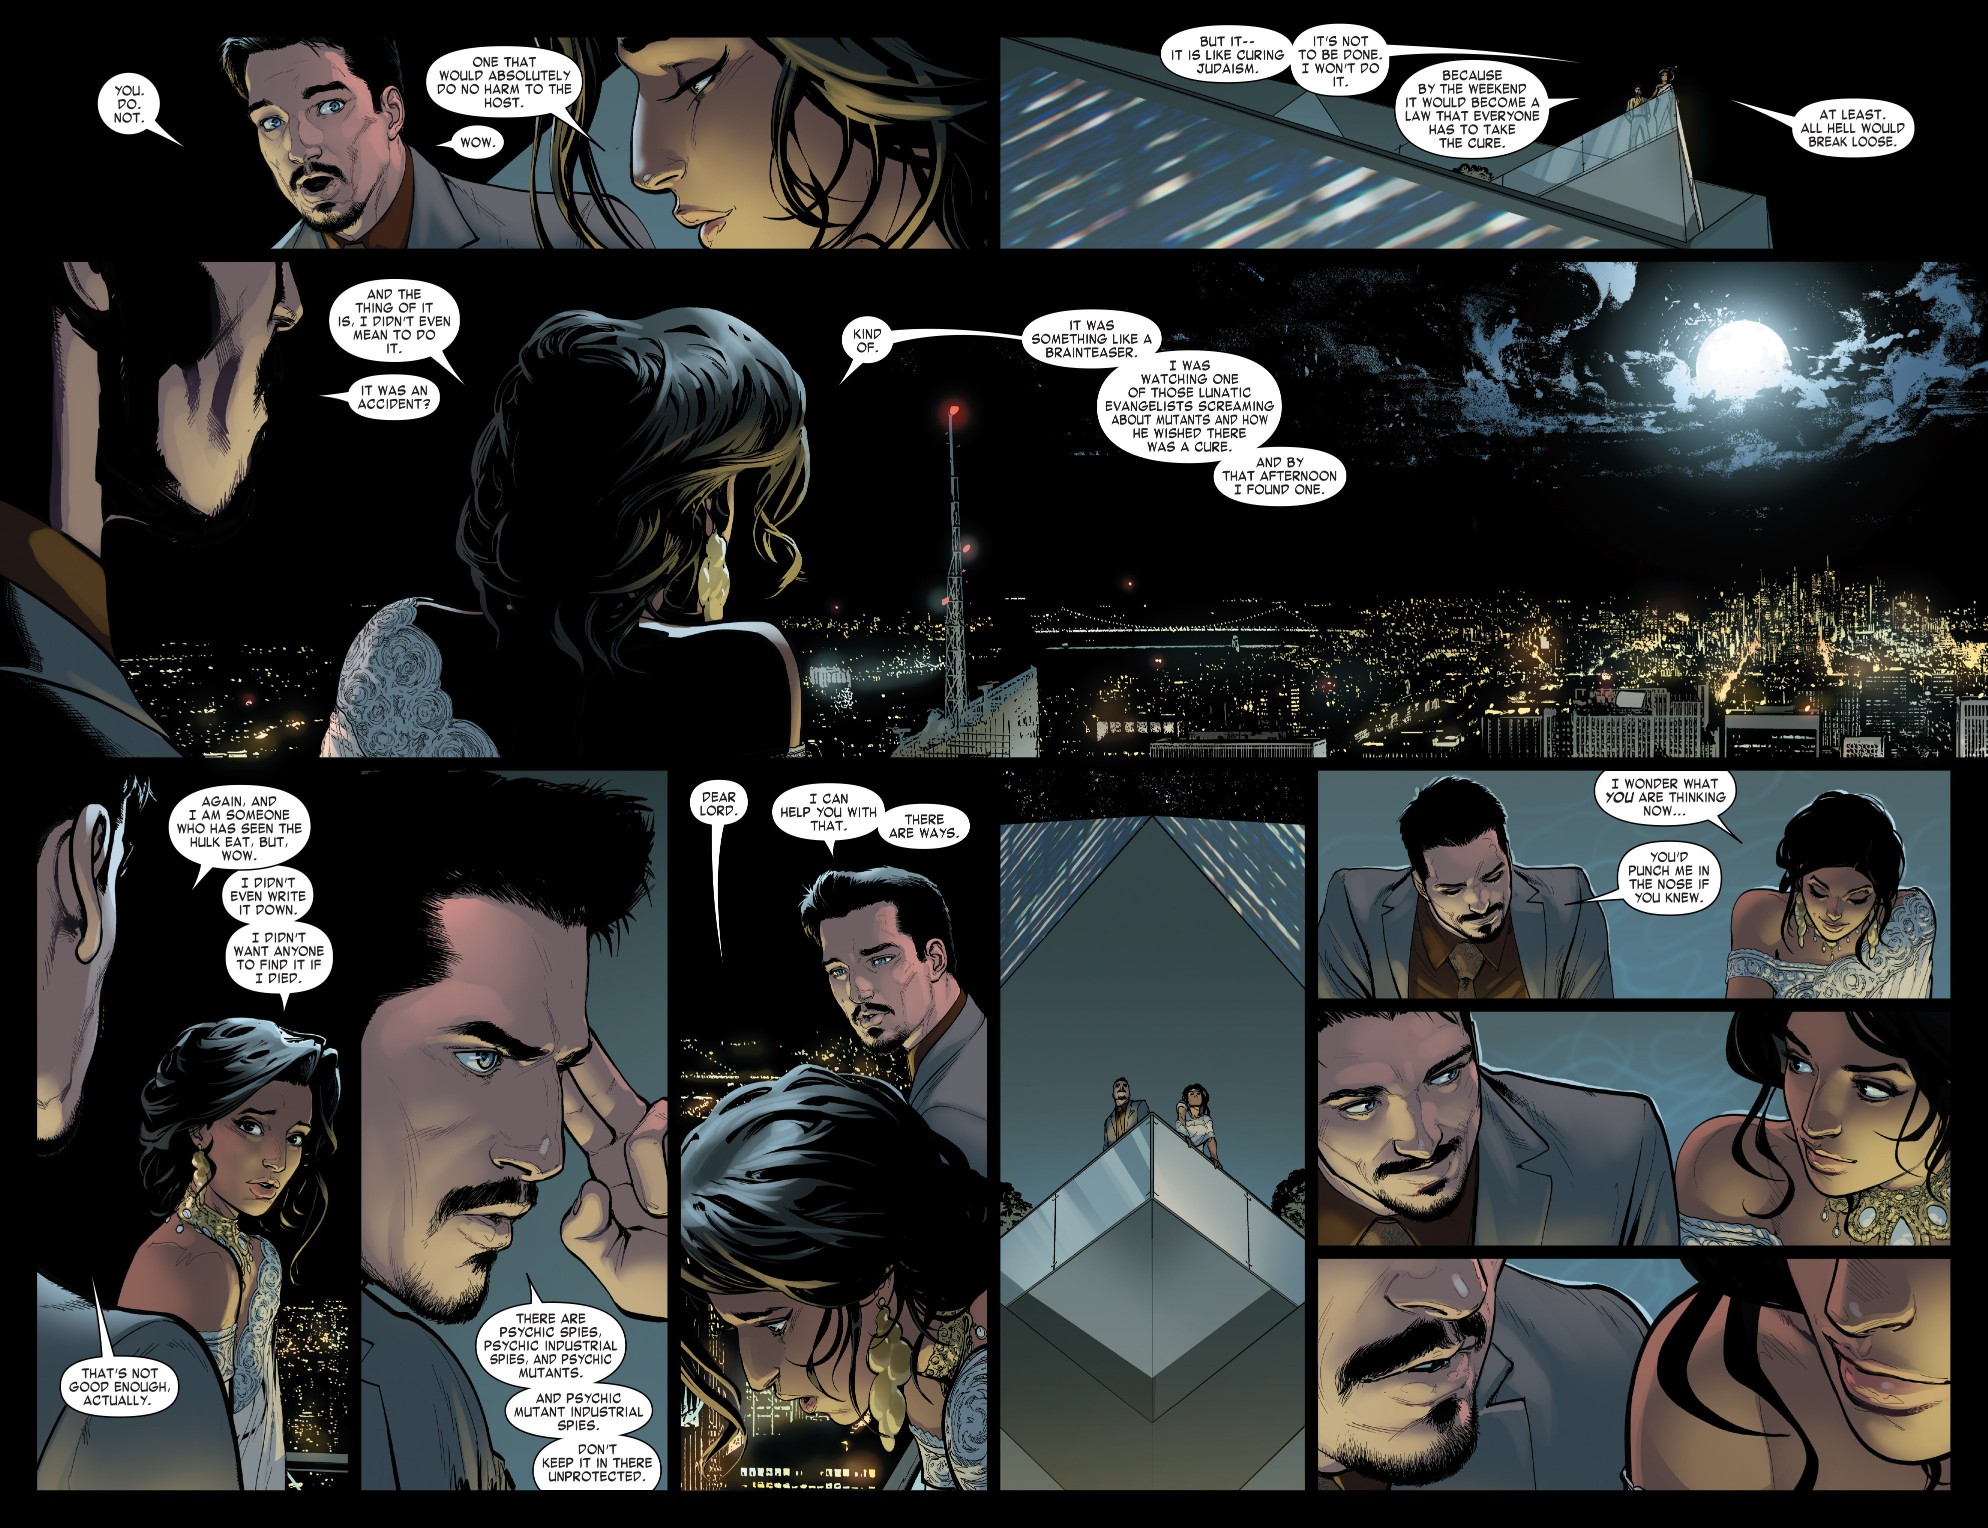 YOU.
DO.
NOT.
ONE THAT
WOULD ABSOLUTELY
DO NO HARM TO THE
HOST.
WOW.
BUT IT--
IT IS LIKE CURING
JUDAISM.
IT'S NOT
TO BE DONE.
I WON'T DO
IT.
BECAUSE
BY THE WEEKEND
IT WOULD BECOME A
LAW THAT EVERYONE
HAS TO TAKE
THE CURE.
AT LEAST.
ALL HELL WOULD
BREAK LOOSE.
AND THE
THING OF IT
IS, I DIDN'T EVEN
MEAN TO DO
IT.
IT WAS AN
ACCIDENT?
KIND
OF.
IT WAS
SOMETHING LIKE A
BRAINTEASER.
I WAS
WATCHING ONE
OF THOSE LUNATIC
EVANGELISTS SCREAMING
ABOUT MUTANTS AND HOW
HE WISHED THERE
WAS A CURE.
AND BY
THAT AFTERNOON
I FOUND ONE.
AGAIN, AND
I AM SOMEONE
WHO HAS SEEN THE
HULK EAT, BUT,
WOW.
I DIDN'T
EVEN WRITE
IT DOWN.
I DIDN'T
WANT ANYONE
TO FIND IT IF
I DIED.
THAT'S NOT
GOOD ENOUGH,
ACTUALLY.
THERE ARE
PSYCHIC SPIES,
PSYCHIC INDUSTRIAL
SPIES, AND PSYCHIC
MUTANTS.
AND PSYCHIC
MUTANT INDUSTRIAL
SPIES.
DON'T
KEEP IT IN THERE
UNPROTECTED.
DEAR
LORD.
I CAN
HELP YOU WITH
THAT.
THERE
ARE WAYS.
I WONDER WHAT
YOU ARE THINKING
NOW...
YOU'D
PUNCH ME IN
THE NOSE IF
YOU KNEW.